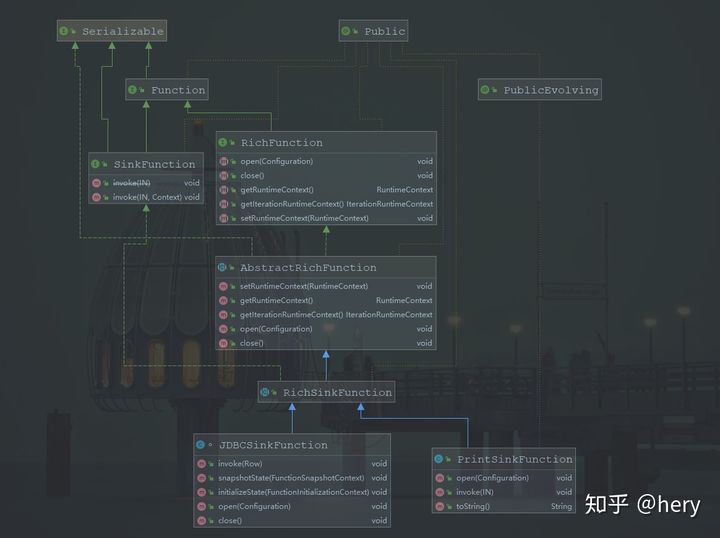 Serializable
Public
Function
PublicEvolving
RichFunction
open(Configuration) void
close() void
getRuntimeContext() RuntimeContext
getIterationRuntimeContext() IterationRuntimeContext
setRuntimeContext(RuntimeContext) void
SinkFunction
invoke(IN) void
invoke(IN, Context) void
AbstractRichFunction
setRuntimeContext(RuntimeContext) void
getRuntimeContext() RuntimeContext
getIterationRuntimeContext() IterationRuntimeContext
open(Configuration) void
close() void
RichSinkFunction
JDBCSinkFunction
invoke(Row) void
snapshotState(FunctionSnapshotContext) void
initializeState(FunctionInitializationContext) void
open(Configuration) void
close() void
PrintSinkFunction
open(Configuration) void
invoke(IN) void
toString() String
知乎 @hery